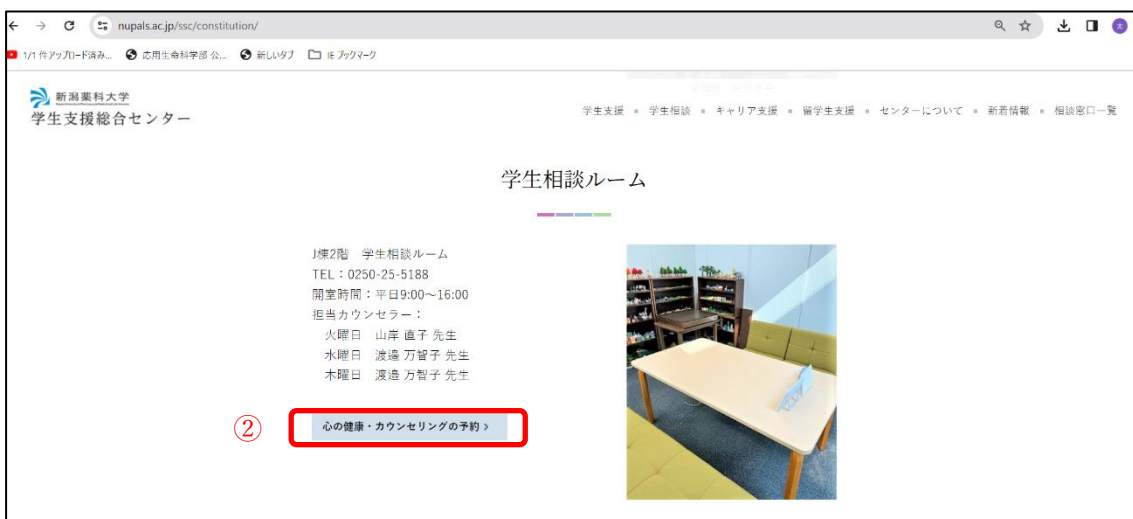 nupals.ac.jp/ssc/constitution/
1/1 件アップロード済み... 応用生命科学部 公... 新しいタブ IE ブックマーク
新潟薬科大学
学生支援総合センター
学生支援 学生相談 キャリア支援 留学生支援 センターについて 新着情報 相談窓口一覧
学生相談ルーム
J棟2階 学生相談ルーム
TEL：0250-25-5188
開室時間：平日9:00～16:00
担当カウンセラー：
火曜日 山岸 直子 先生
水曜日 渡邉 万智子 先生
木曜日 渡邉 万智子 先生
② 心の健康・カウンセリングの予約 >